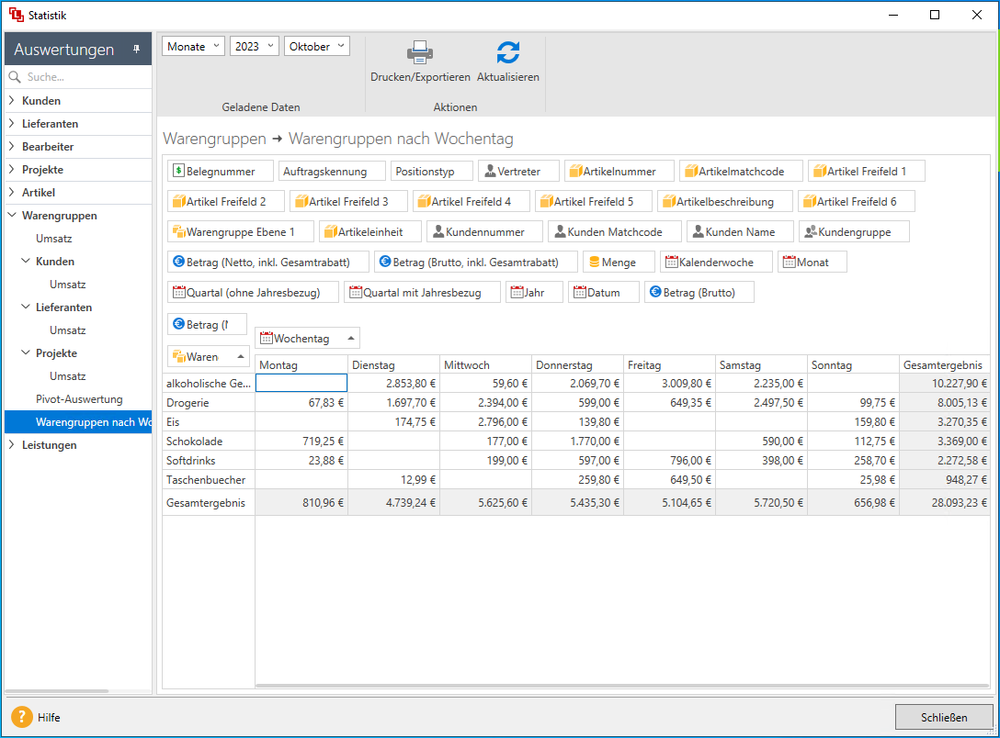 Statistik
Auswertungen
Suche...
Kunden
Lieferanten
Bearbeiter
Projekte
Artikel
Warengruppen
Umsatz
Kunden
Umsatz
Lieferanten
Umsatz
Projekte
Umsatz
Pivot-Auswertung
Warengruppen nach Wo
Leistungen
Monate 2023 Oktober
Drucken/Exportieren Aktualisieren
Geladene Daten Aktionen
Warengruppen → Warengruppen nach Wochentag
Belegnummer Auftragskennung Positionstyp Vertreter Artikelnummer Artikelmatchcode Artikel Freifeld 1
Artikel Freifeld 2 Artikel Freifeld 3 Artikel Freifeld 4 Artikel Freifeld 5 Artikelbeschreibung Artikel Freifeld 6
Warengruppe Ebene 1 Artikeleinheit Kundennummer Kunden Matchcode Kunden Name Kundengruppe
Betrag (Netto, inkl. Gesamtrabatt) Betrag (Brutto, inkl. Gesamtrabatt) Menge Kalenderwoche Monat
Quartal (ohne Jahresbezug) Quartal mit Jahresbezug Jahr Datum Betrag (Brutto)
Betrag (N
Wochentag
Waren
Montag Dienstag Mittwoch Donnerstag Freitag Samstag Sonntag Gesamtergebnis
alkoholische Ge... 2.853,80 € 59,60 € 2.069,70 € 3.009,80 € 2.235,00 € 10.227,90 €
Drogerie 67,83 € 1.697,70 € 2.394,00 € 599,00 € 649,35 € 2.497,50 € 99,75 € 8.005,13 €
Eis 174,75 € 2.796,00 € 139,80 € 159,80 € 3.270,35 €
Schokolade 719,25 € 177,00 € 1.770,00 € 590,00 € 112,75 € 3.369,00 €
Softdrinks 23,88 € 199,00 € 597,00 € 796,00 € 398,00 € 258,70 € 2.272,58 €
Taschenbuecher 12,99 € 259,80 € 649,50 € 25,98 € 948,27 €
Gesamtergebnis 810,96 € 4.739,24 € 5.625,60 € 5.435,30 € 5.104,65 € 5.720,50 € 656,98 € 28.093,23 €
Hilfe
Schließen